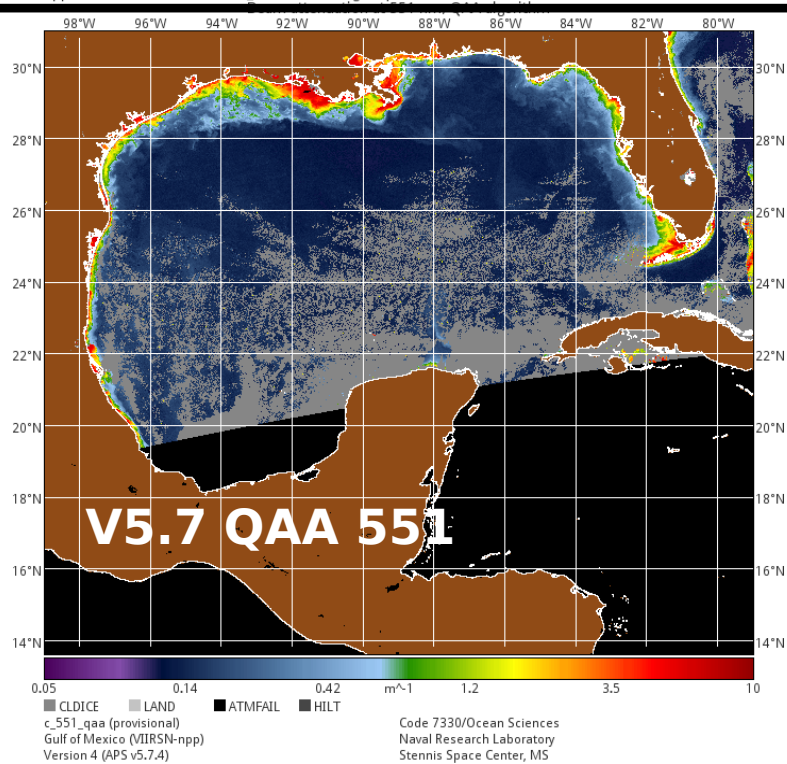 98°W 96°W 94°W 92°W 90°W 88°W 86°W 84°W 82°W 80°W
30°N 30°N
28°N 28°N
26°N 26°N
24°N 24°N
22°N 22°N
20°N 20°N
18°N 18°N
V5.7 QAA 551
16°N 16°N
14°N 14°N
0.05 0.14 0.42 m^-1 1.2 3.5 10
CLDICE LAND ATMFAIL HILT
c_551_qaa (provisional) Code 7330/Ocean Sciences
Gulf of Mexico (VIIRSN-npp) Naval Research Laboratory
Version 4 (APS v5.7.4) Stennis Space Center, MS